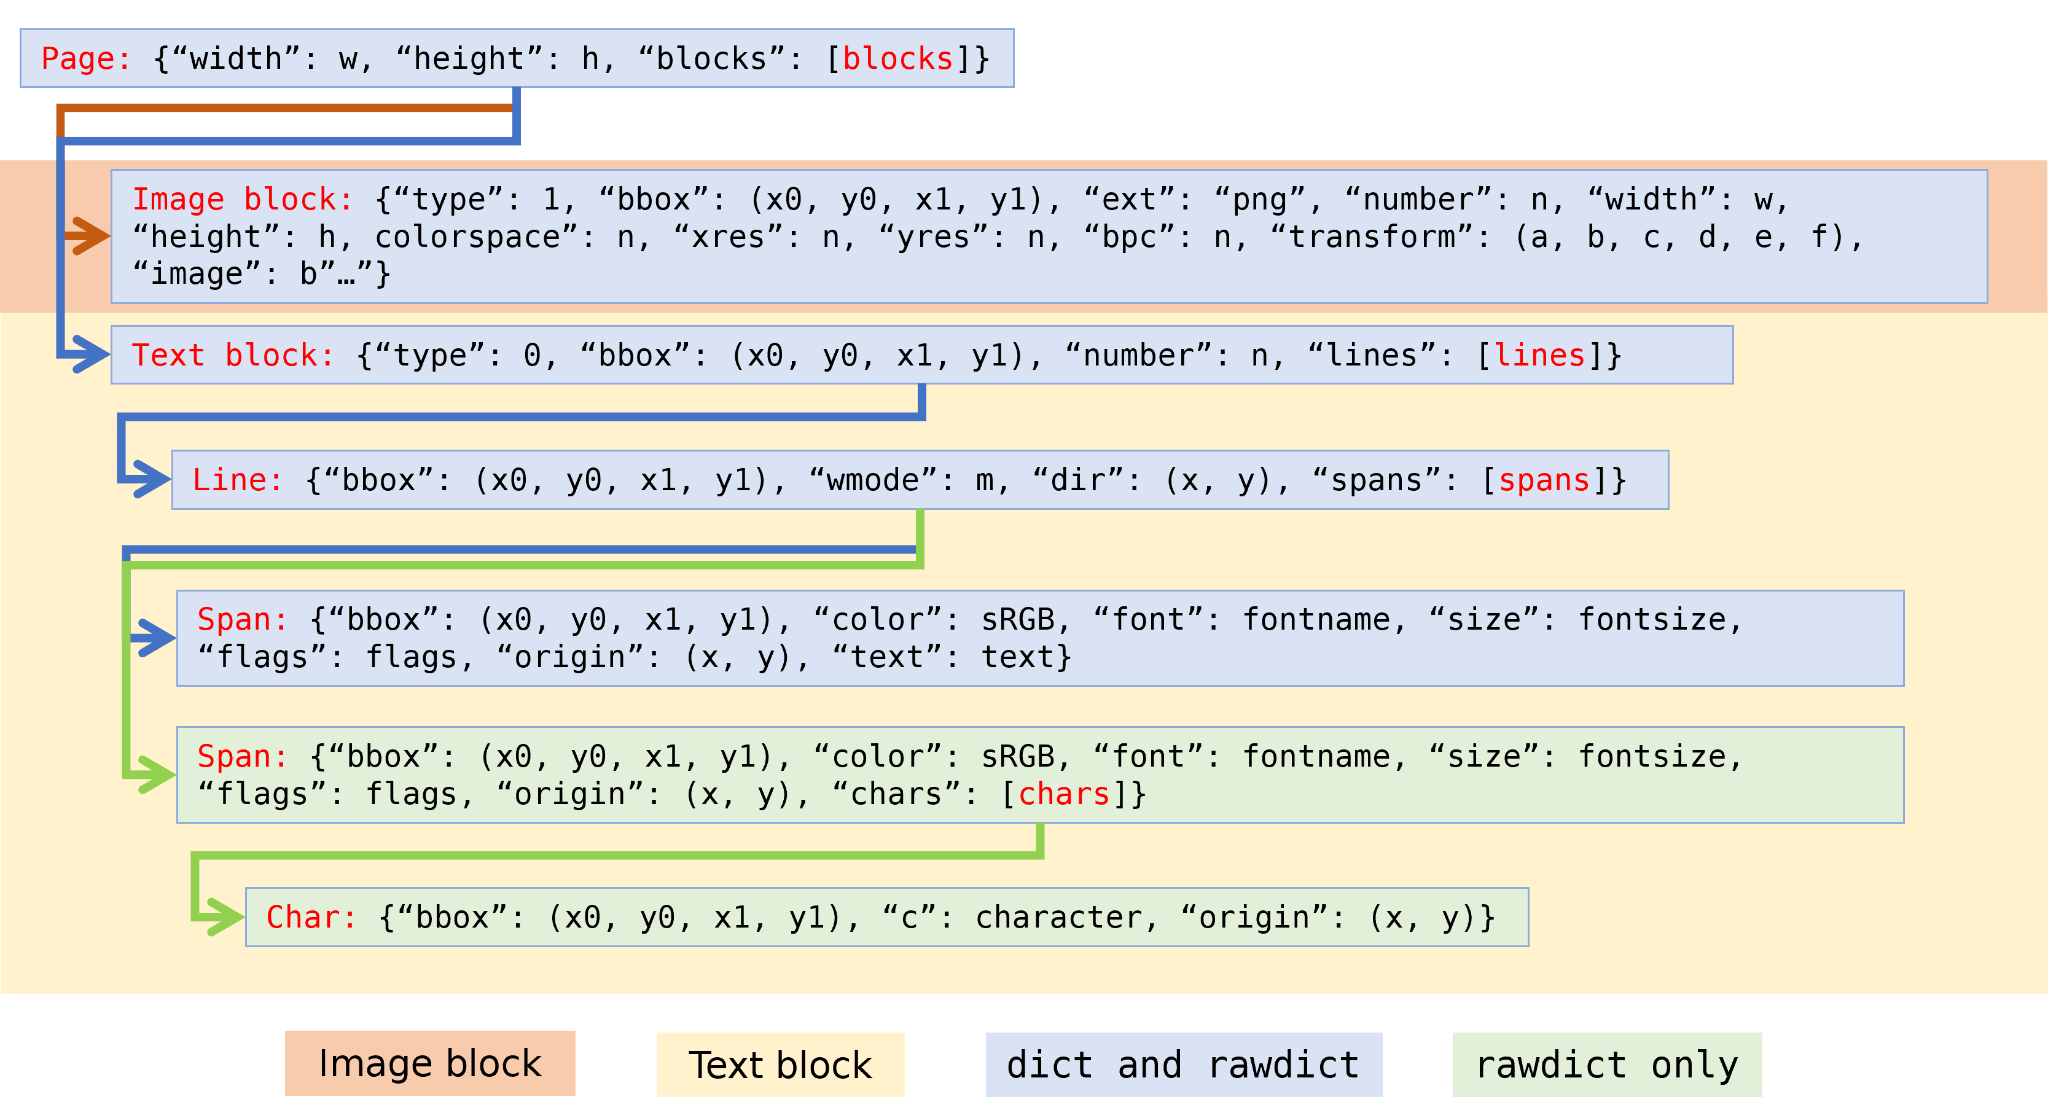 Page: {“width”: w, “height”: h, “blocks”: [blocks]}
Image block: {“type”: 1, “bbox”: (x0, y0, x1, y1), “ext”: “png”, “number”: n, “width”: w,
“height”: h, colorspace”: n, “xres”: n, “yres”: n, “bpc”: n, “transform”: (a, b, c, d, e, f),
“image”: b”…”}
Text block: {“type”: 0, “bbox”: (x0, y0, x1, y1), “number”: n, “lines”: [lines]}
Line: {“bbox”: (x0, y0, x1, y1), “wmode”: m, “dir”: (x, y), “spans”: [spans]}
Span: {“bbox”: (x0, y0, x1, y1), “color”: sRGB, “font”: fontname, “size”: fontsize,
“flags”: flags, “origin”: (x, y), “text”: text}
Span: {“bbox”: (x0, y0, x1, y1), “color”: sRGB, “font”: fontname, “size”: fontsize,
“flags”: flags, “origin”: (x, y), “chars”: [chars]}
Char: {“bbox”: (x0, y0, x1, y1), “c”: character, “origin”: (x, y)}
Image block
Text block
dict and rawdict
rawdict only